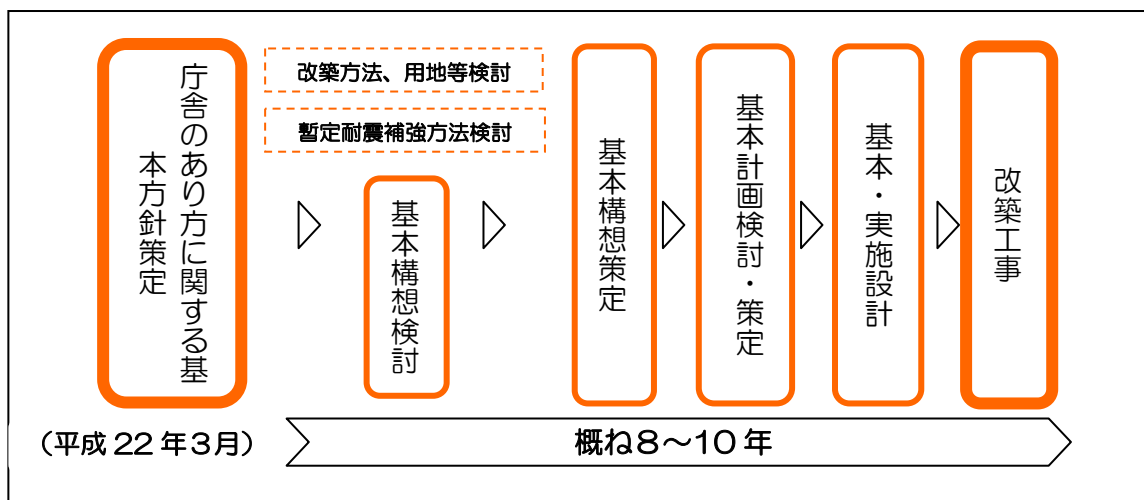 庁舎のあり方に関する基
本方針策定
改築方法、用地等検討
暫定耐震補強方法検討
基本構想検討
基本構想策定
基本計画検討・策定
基本・実施設計
改築工事
（平成22年３月）
概ね８～10年